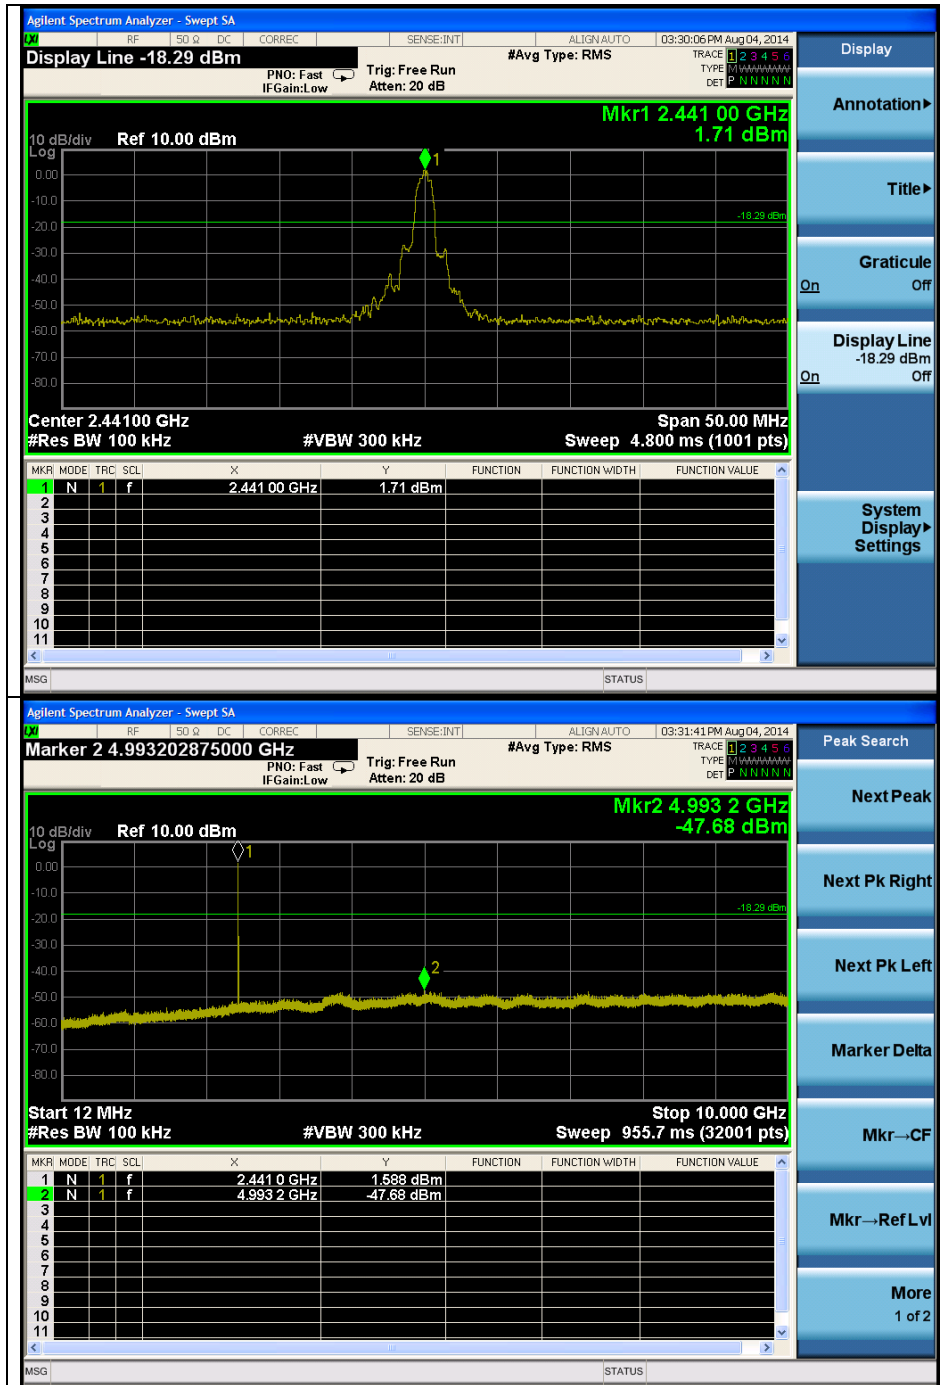 Agilent Spectrum Analyzer - Swept SA
LXI RF 50 Ω DC CORREC SENSE:INT ALIGN AUTO 03:30:06 PM Aug 04, 2014
Display Line -18.29 dBm
PNO: Fast
IFGain:Low
Trig: Free Run
Atten: 20 dB
#Avg Type: RMS
TRACE 1 2 3 4 5 6
TYPE M WWWWW
DET P N N N N N
Mkr1 2.441 00 GHz
1.71 dBm
10 dB/div Ref 10.00 dBm
Log
1
0.00
-10.0
-18.29 dBm
-20.0
-30.0
-40.0
-50.0
-60.0
-70.0
-80.0
Center 2.44100 GHz Span 50.00 MHz
#Res BW 100 kHz #VBW 300 kHz Sweep 4.800 ms (1001 pts)
MKR MODE TRC SCL X Y FUNCTION FUNCTION WIDTH FUNCTION VALUE
1 N 1 f 2.441 00 GHz 1.71 dBm
2
3
4
5
6
7
8
9
10
11
MSG STATUS
Display
Annotation
Title
Graticule
On Off
Display Line
-18.29 dBm
On Off
System
Display
Settings
Agilent Spectrum Analyzer - Swept SA
LXI RF 50 Ω DC CORREC SENSE:INT ALIGN AUTO 03:31:41 PM Aug 04, 2014
Marker 2 4.993202875000 GHz
PNO: Fast
IFGain:Low
Trig: Free Run
Atten: 20 dB
#Avg Type: RMS
TRACE 1 2 3 4 5 6
TYPE M WWWWW
DET P N N N N N
Mkr2 4.993 2 GHz
-47.68 dBm
10 dB/div Ref 10.00 dBm
Log
1
0.00
-10.0
-18.29 dBm
-20.0
-30.0
2
-40.0
-50.0
-60.0
-70.0
-80.0
Start 12 MHz Stop 10.000 GHz
#Res BW 100 kHz #VBW 300 kHz Sweep 955.7 ms (32001 pts)
MKR MODE TRC SCL X Y FUNCTION FUNCTION WIDTH FUNCTION VALUE
1 N 1 f 2.441 0 GHz 1.588 dBm
2 N 1 f 4.993 2 GHz -47.68 dBm
3
4
5
6
7
8
9
10
11
MSG STATUS
Peak Search
Next Peak
Next Pk Right
Next Pk Left
Marker Delta
Mkr→CF
Mkr→Ref Lvl
More
1 of 2